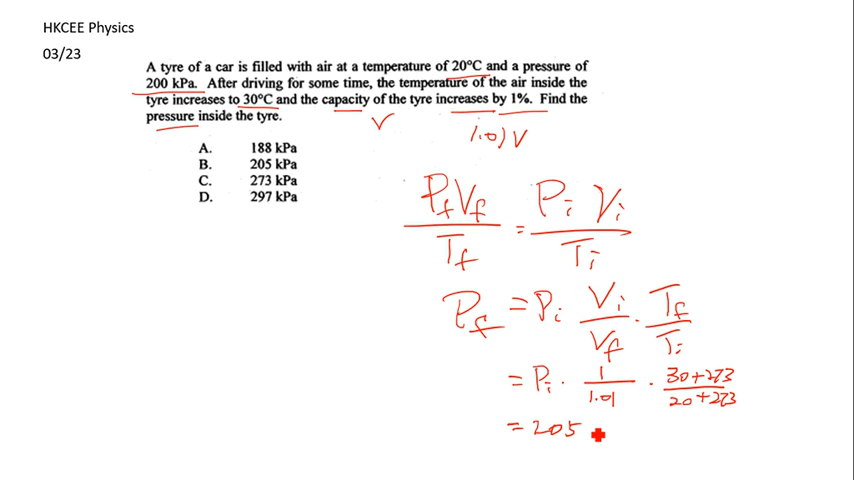 HKCEE Physics
03/23
A tyre of a car is filled with air at a temperature of 20°C and a pressure of
200 kPa. After driving for some time, the temperature of the air inside the
tyre increases to 30°C and the capacity of the tyre increases by 1%. Find the
pressure inside the tyre.
V
1.01V
A. 188 kPa
B. 205 kPa
C. 273 kPa
D. 297 kPa
PfVf/Tf = Pi Vi/Ti
Pf = Pi Vi/Vf · Tf/Ti
= Pi · 1/1.01 · 30+273/20+273
= 205